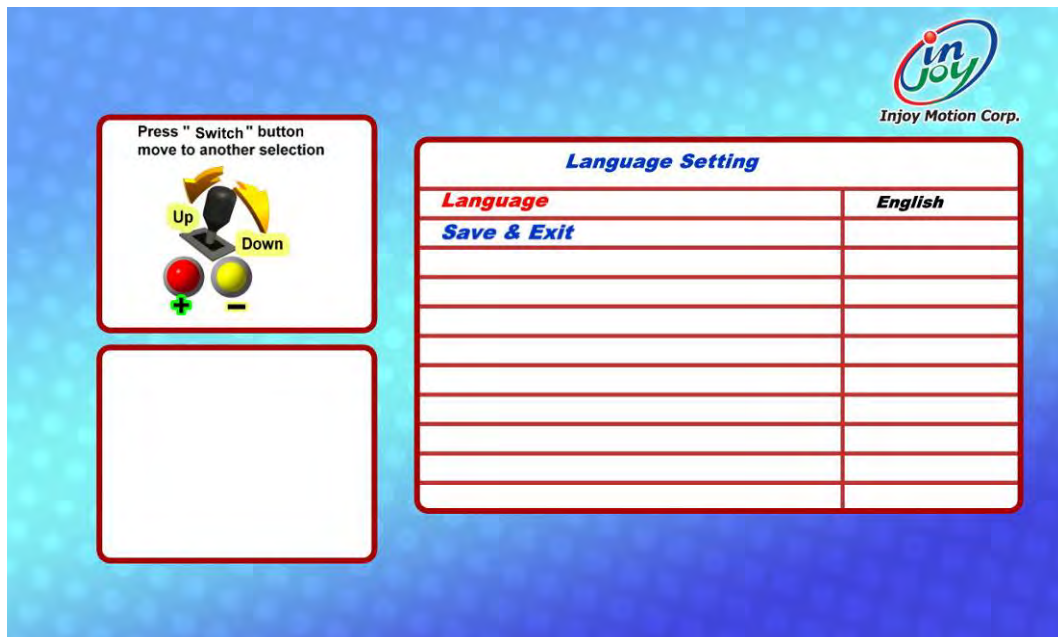 in
joy
Injoy Motion Corp.
Press " Switch " button
move to another selection
Up
Down
+ −
Language Setting
Language English
Save & Exit